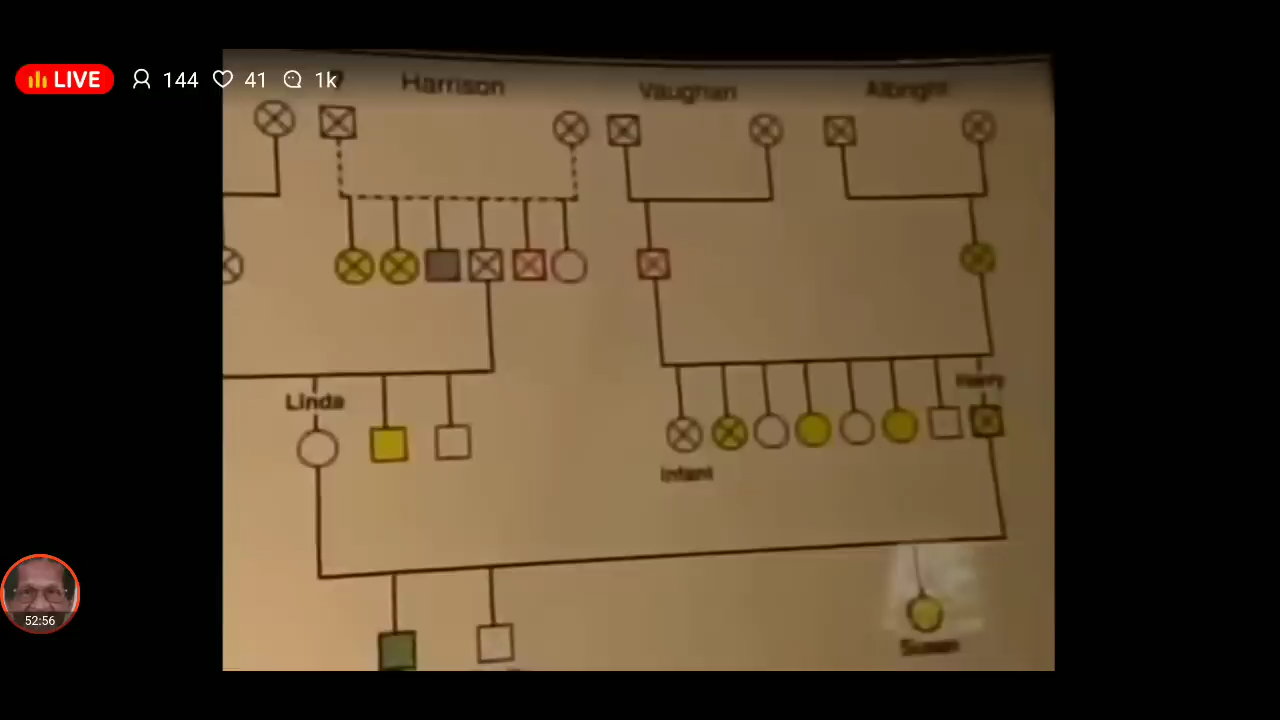 LIVE 144 41 1k
Harrison
Vaughan
Albright
Harry
Linda
Infant
Susan
52:56